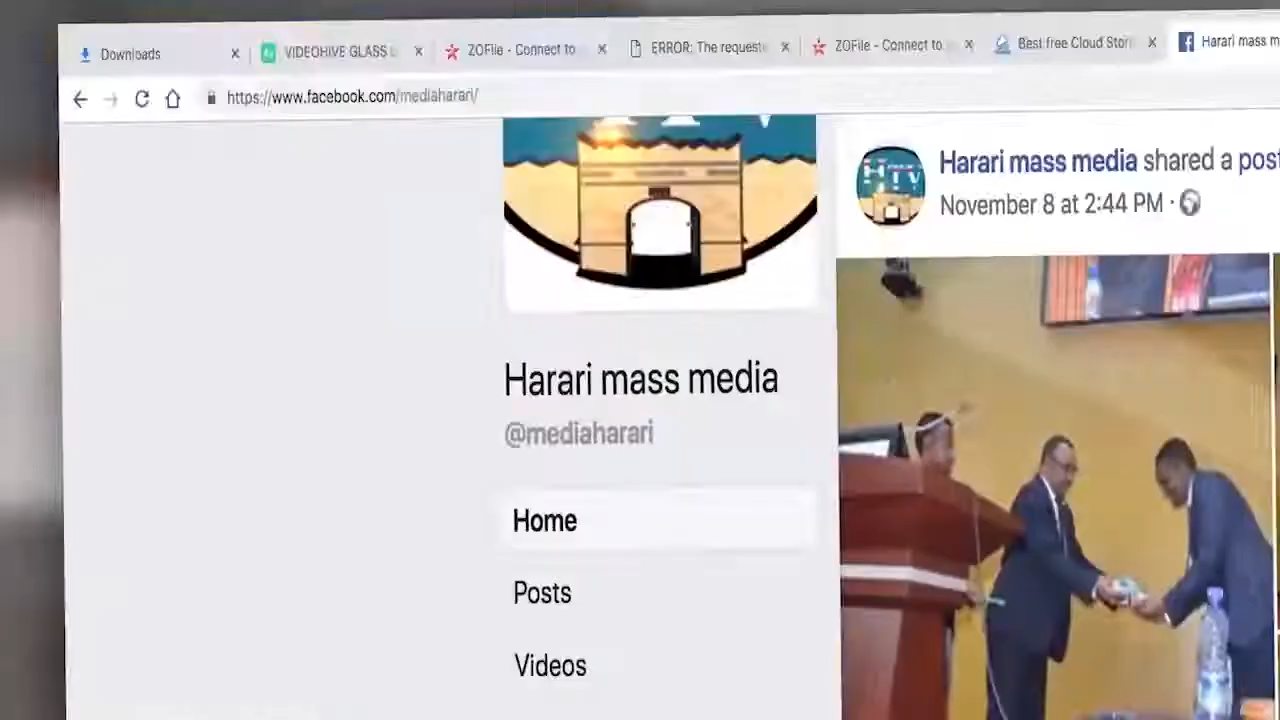 Downloads
VIDEOHIVE GLASS
ZOFile - Connect to
ERROR: The request
ZOFile - Connect to
Best free Cloud Stor
Harari mass m
https://www.facebook.com/mediaharari/
HTV
Harari mass media shared a post
November 8 at 2:44 PM ·
Harari mass media
@mediaharari
Home
Posts
Videos